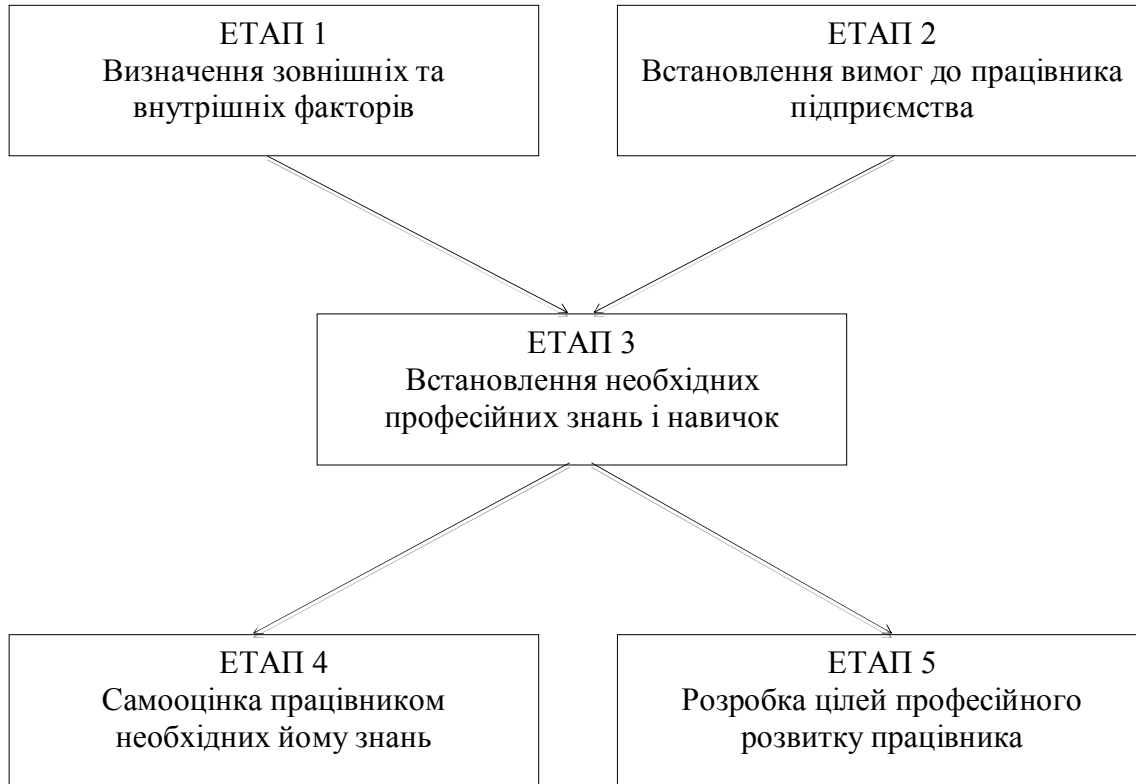 ЕТАП 1
Визначення зовнішніх та
внутрішніх факторів
ЕТАП 2
Встановлення вимог до працівника
підприємства
ЕТАП 3
Встановлення необхідних
професійних знань і навичок
ЕТАП 4
Самооцінка працівником
необхідних йому знань
ЕТАП 5
Розробка цілей професійного
розвитку працівника